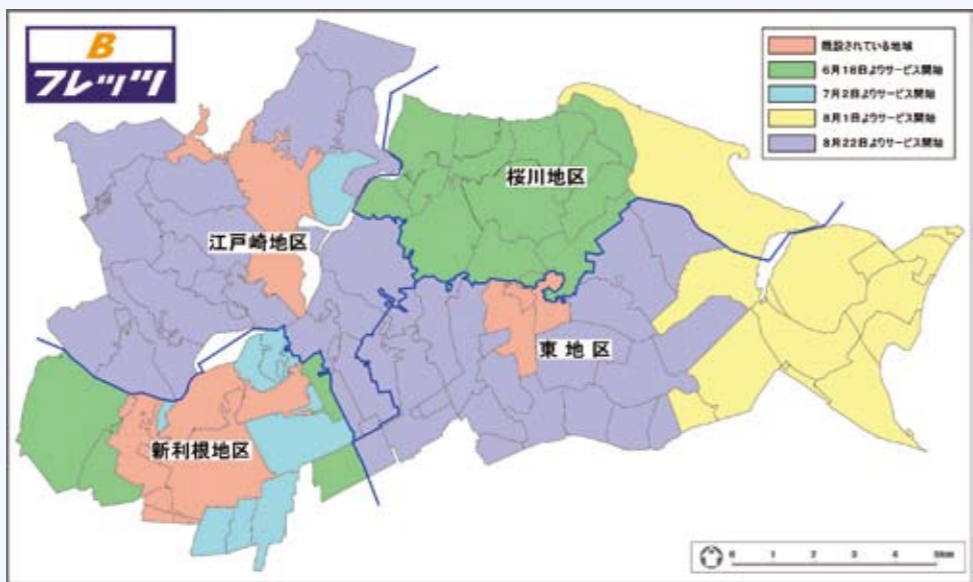 B
フレッツ
既設されている地域
6月18日よりサービス開始
7月2日よりサービス開始
8月1日よりサービス開始
8月22日よりサービス開始
桜川地区
江戸崎地区
東地区
新利根地区
0 1 2 3 4 5km